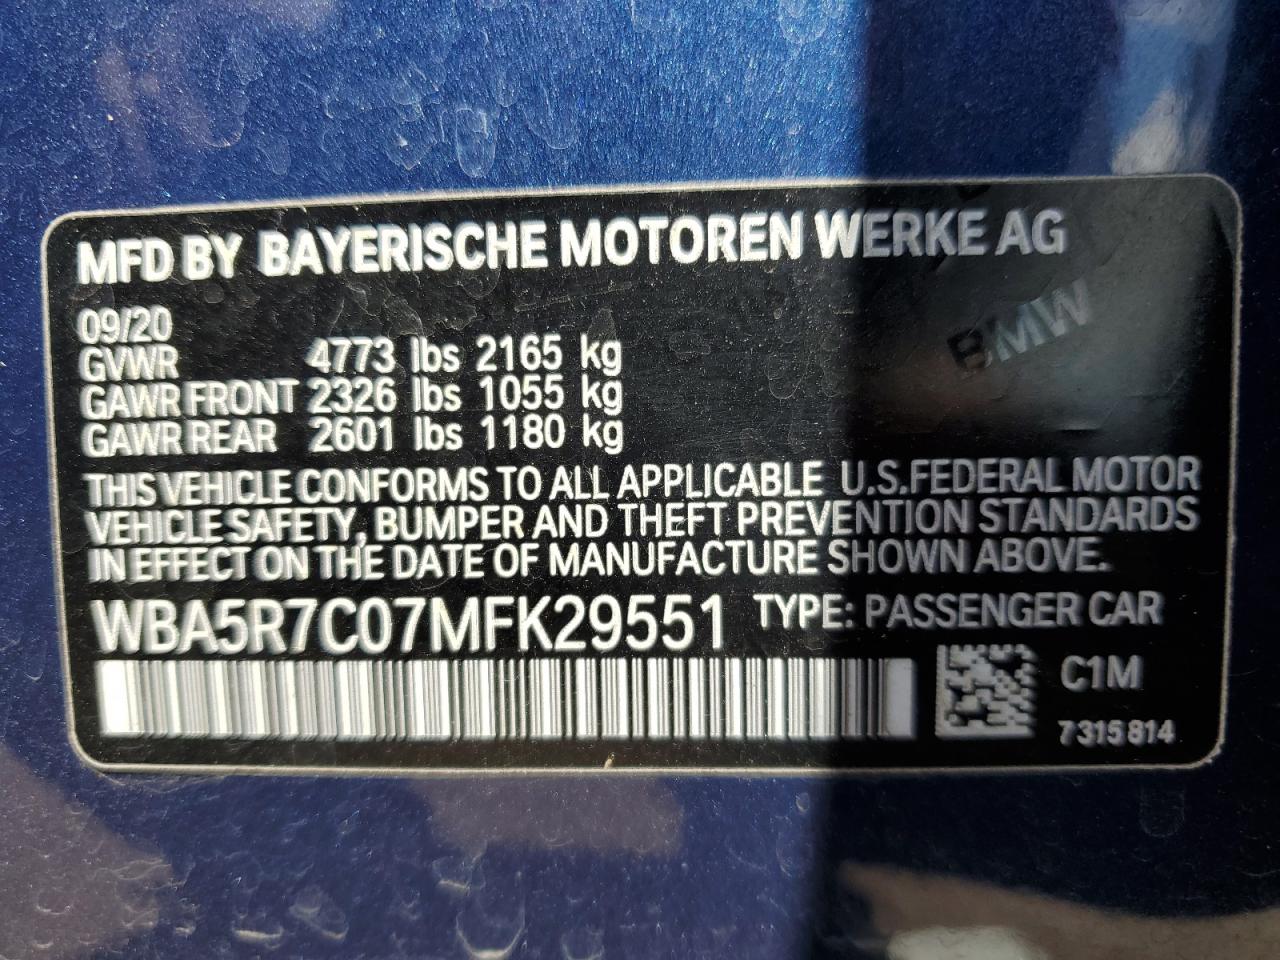 MFD BY BAYERISCHE MOTOREN WERKE AG
09/20
GVWR 4773 lbs 2165 kg
GAWR FRONT 2326 lbs 1055 kg
GAWR REAR 2601 lbs 1180 kg
BMW
THIS VEHICLE CONFORMS TO ALL APPLICABLE U.S.FEDERAL MOTOR
VEHICLE SAFETY, BUMPER AND THEFT PREVENTION STANDARDS
IN EFFECT ON THE DATE OF MANUFACTURE SHOWN ABOVE.
WBA5R7C07MFK29551 TYPE: PASSENGER CAR
C1M
7315814